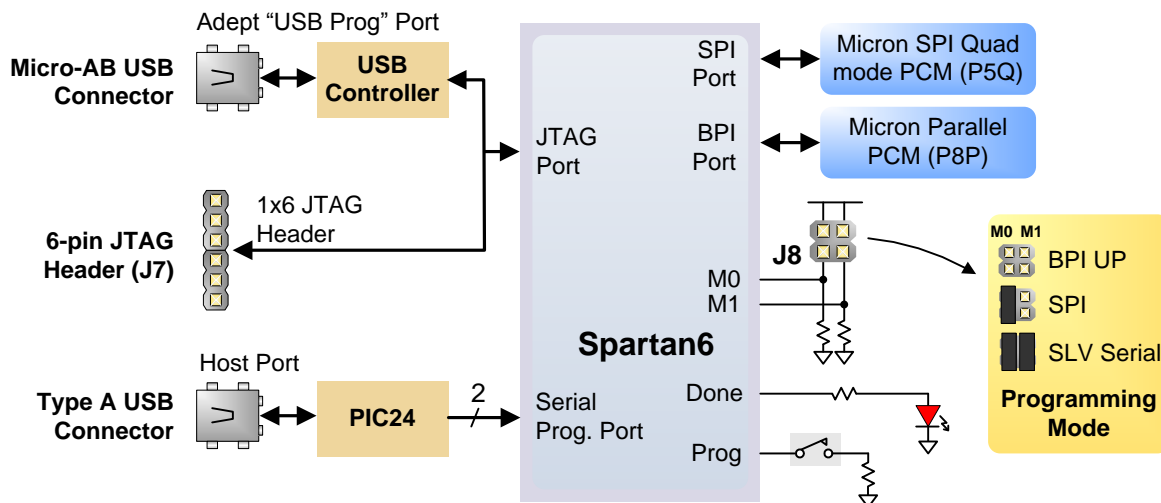 Adept “USB Prog” Port
Micro-AB USB
Connector
USB
Controller
1x6 JTAG
Header
6-pin JTAG
Header (J7)
Host Port
Type A USB
Connector
PIC24
2
SPI
Port
JTAG
Port
BPI
Port
M0
M1
Spartan6
Serial
Prog. Port
Done
Prog
Micron SPI Quad
mode PCM (P5Q)
Micron Parallel
PCM (P8P)
J8
M0 M1
BPI UP
SPI
SLV Serial
Programming
Mode